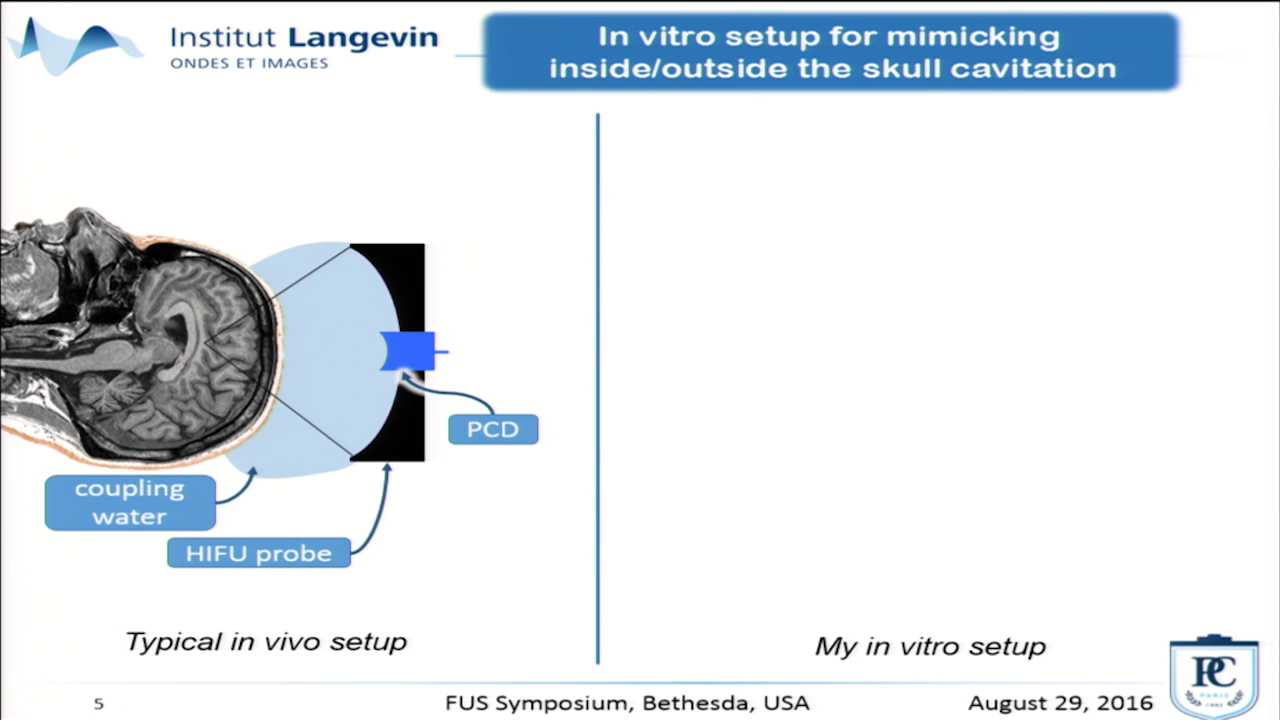 Institut Langevin
ONDES ET IMAGES
In vitro setup for mimicking
inside/outside the skull cavitation
PCD
coupling
water
HIFU probe
Typical in vivo setup
My in vitro setup
PC
PARIS
5
FUS Symposium, Bethesda, USA
August 29, 2016